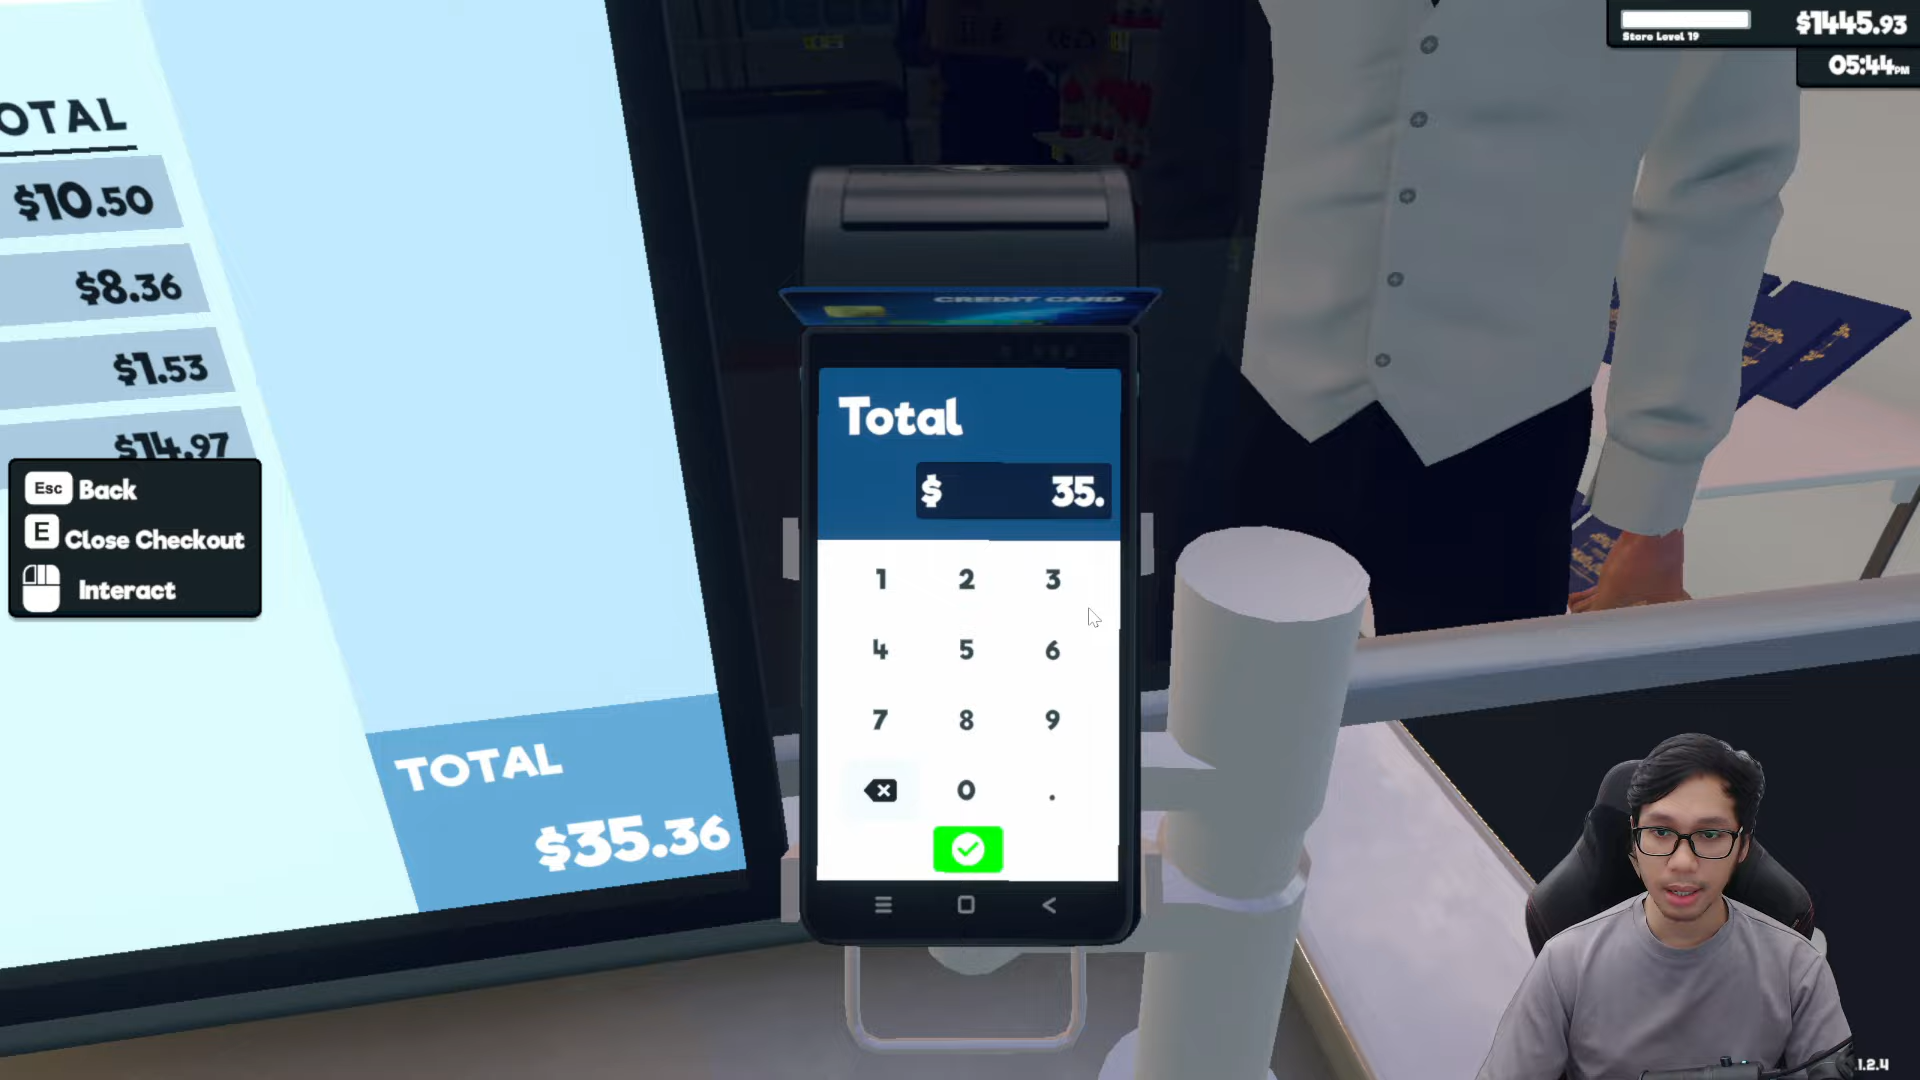 $1445.93
Store Level 19
05:44PM
OTAL
$10.50
$8.36
$1.53
$14.97
Esc Back
E Close Checkout
Interact
TOTAL
$35.36
CREDIT CARD
Total
$ 35.
1 2 3
4 5 6
7 8 9
0 .
1.2.4